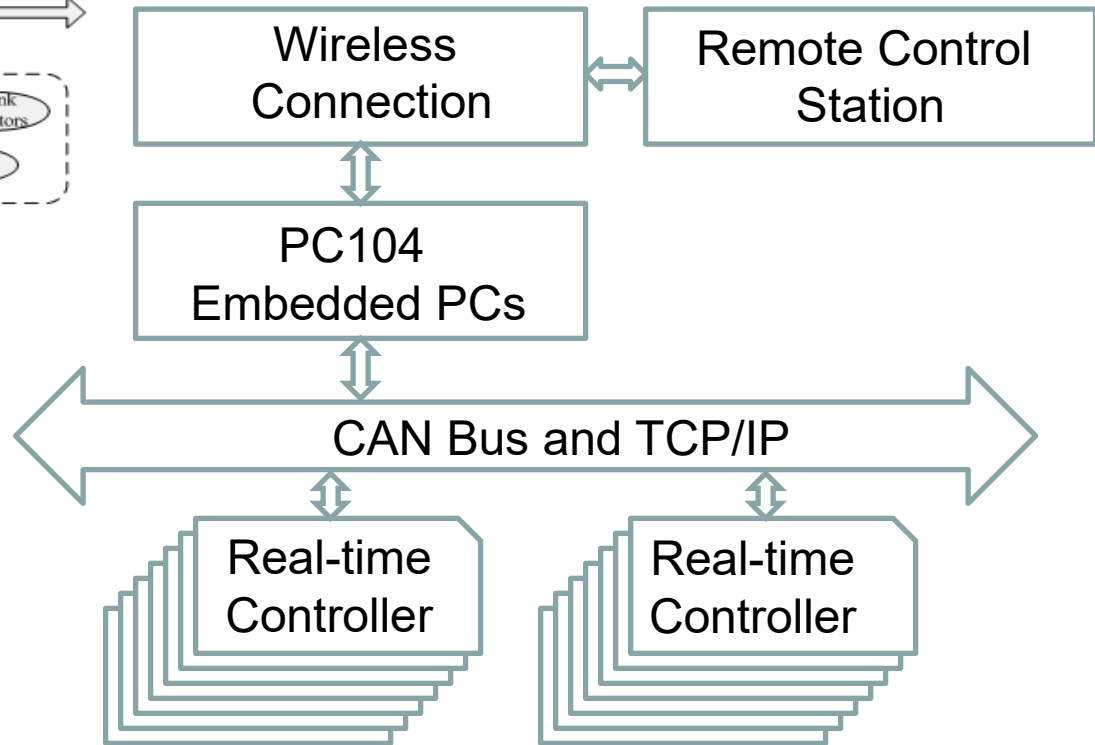 Wireless
Connection
Remote Control
Station
PC104
Embedded PCs
CAN Bus and TCP/IP
Real-time
Controller
Real-time
Controller